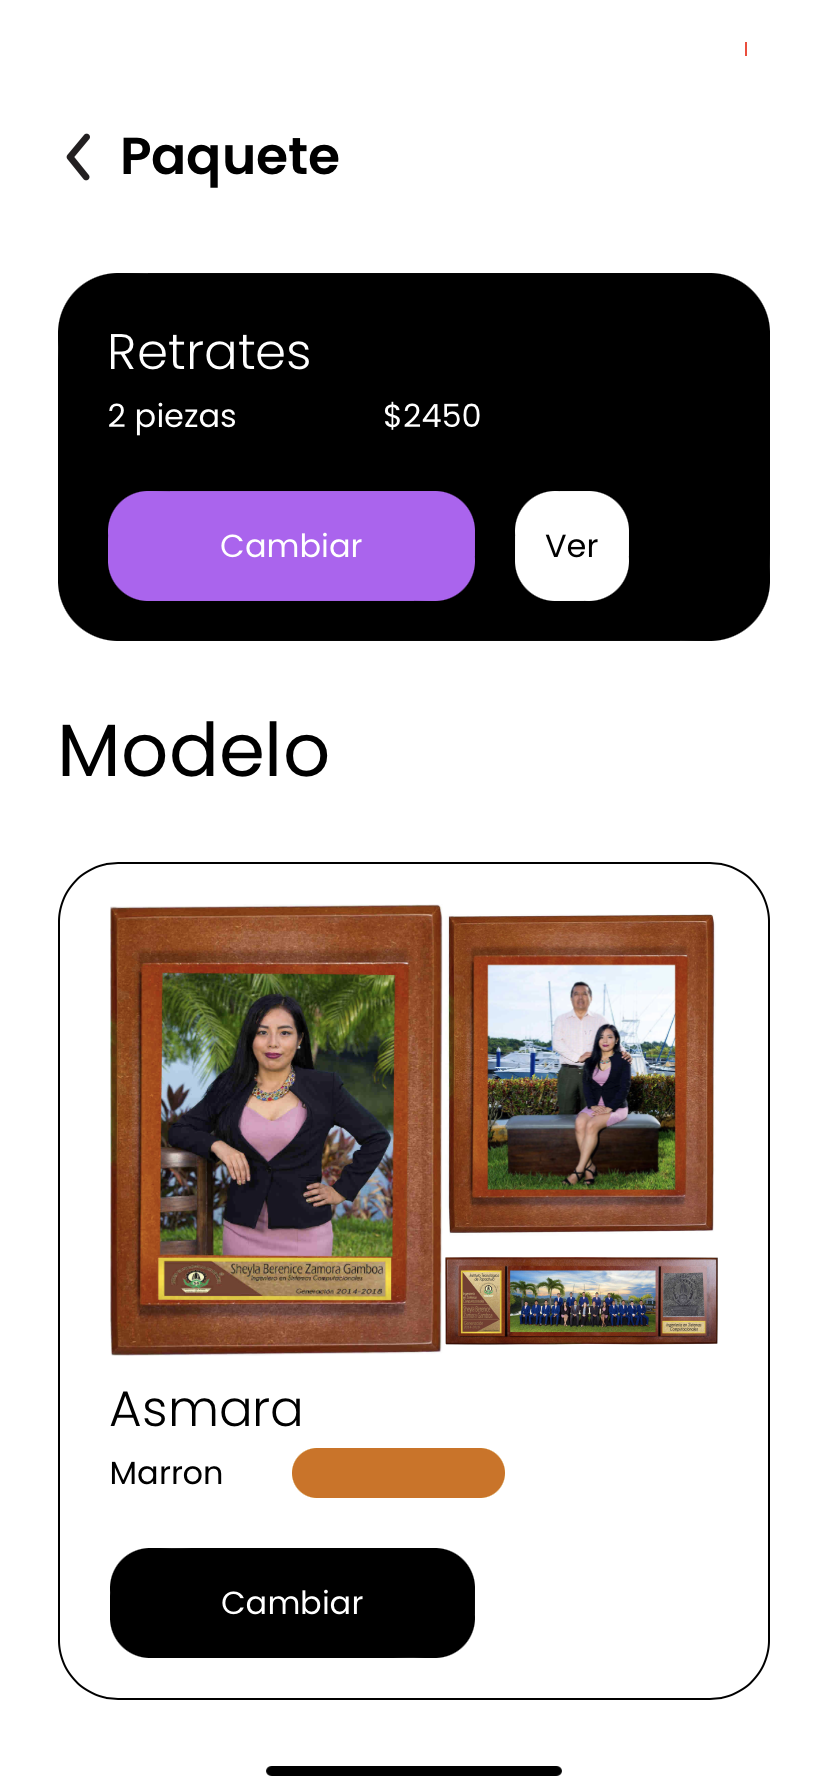 Paquete
Retrates
2 piezas $2450
Cambiar Ver
Modelo
Sheyla Berenice Zamora Gamboa
Ingeniera en Sistemas Computacionales
Generación 2014-2018
Asmara
Marron
Cambiar